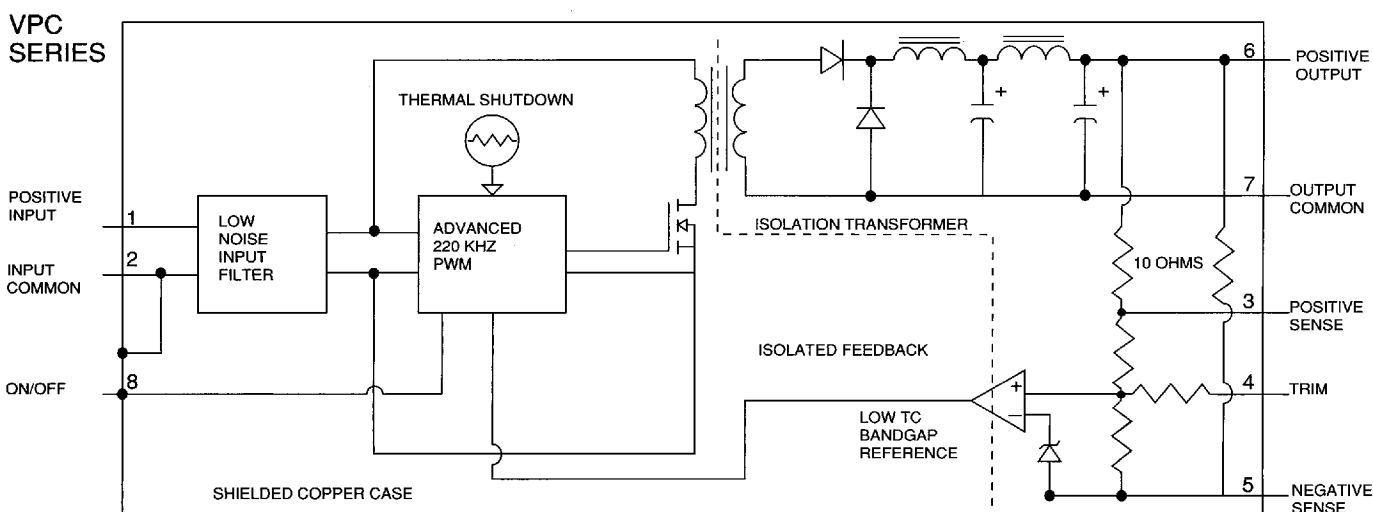 VPC
SERIES
6
POSITIVE
OUTPUT
THERMAL SHUTDOWN
+
+
POSITIVE
INPUT
1
LOW
NOISE
INPUT
FILTER
ADVANCED
220 KHZ
PWM
7
OUTPUT
COMMON
ISOLATION TRANSFORMER
2
INPUT
COMMON
10 OHMS
3
POSITIVE
SENSE
ISOLATED FEEDBACK
ON/OFF
8
+
–
4
TRIM
LOW TC
BANDGAP
REFERENCE
SHIELDED COPPER CASE
5
NEGATIVE
SENSE